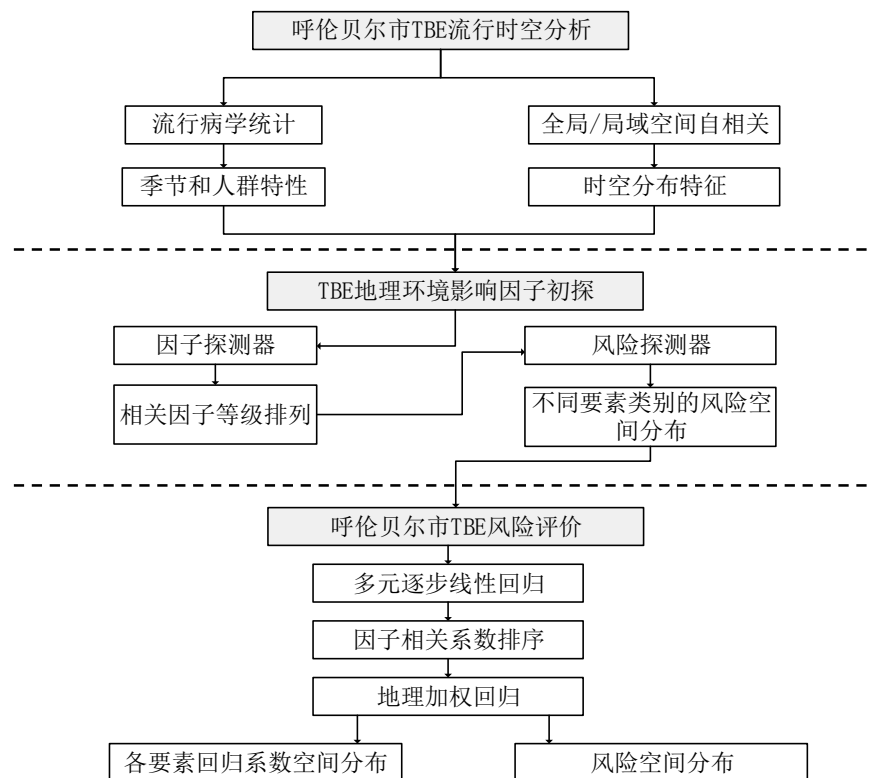 呼伦贝尔市TBE流行时空分析
流行病学统计
全局/局域空间自相关
季节和人群特性
时空分布特征
TBE地理环境影响因子初探
因子探测器
风险探测器
相关因子等级排列
不同要素类别的风险空
间分布
呼伦贝尔市TBE风险评价
多元逐步线性回归
因子相关系数排序
地理加权回归
各要素回归系数空间分布
风险空间分布